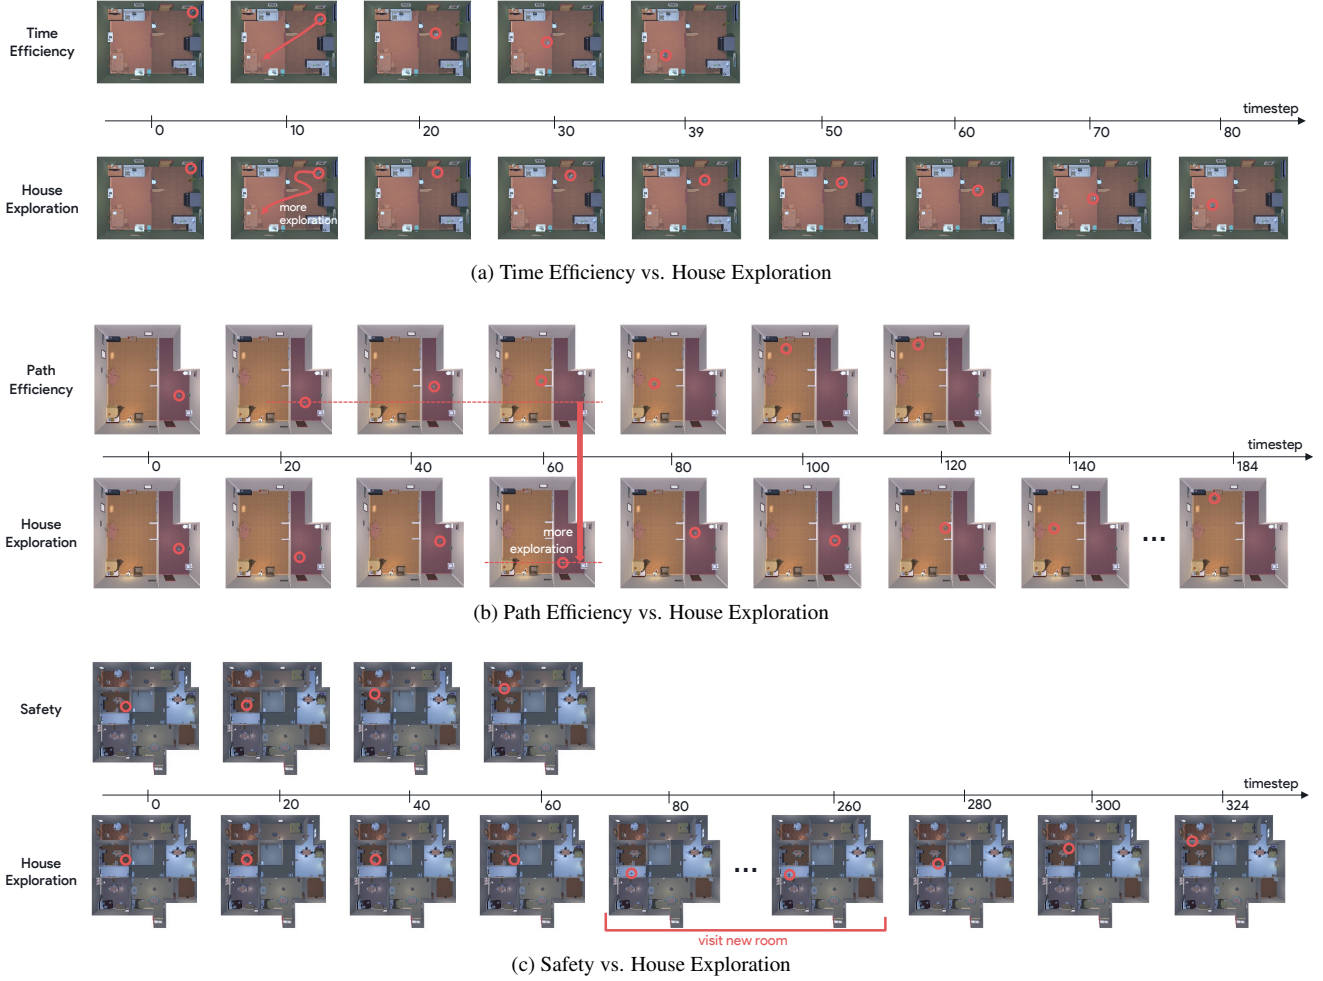 Time
Efficiency
timestep
0 10 20 30 39 50 60 70 80
House
Exploration
more
exploration
(a) Time Efficiency vs. House Exploration
Path
Efficiency
timestep
0 20 40 60 80 100 120 140 184
House
Exploration
more
exploration
...
(b) Path Efficiency vs. House Exploration
Safety
timestep
0 20 40 60 80 260 280 300 324
House
Exploration
...
visit new room
(c) Safety vs. House Exploration